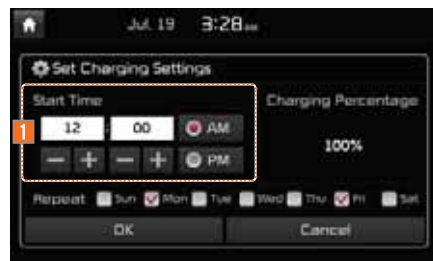 Jul. 19 3:28 AM
Set Charging Settings
Start Time Charging Percentage
1
12 : 00 AM
100%
− + − + PM
Repeat Sun Mon Tue Wed Thu Fri Sat
OK Cancel